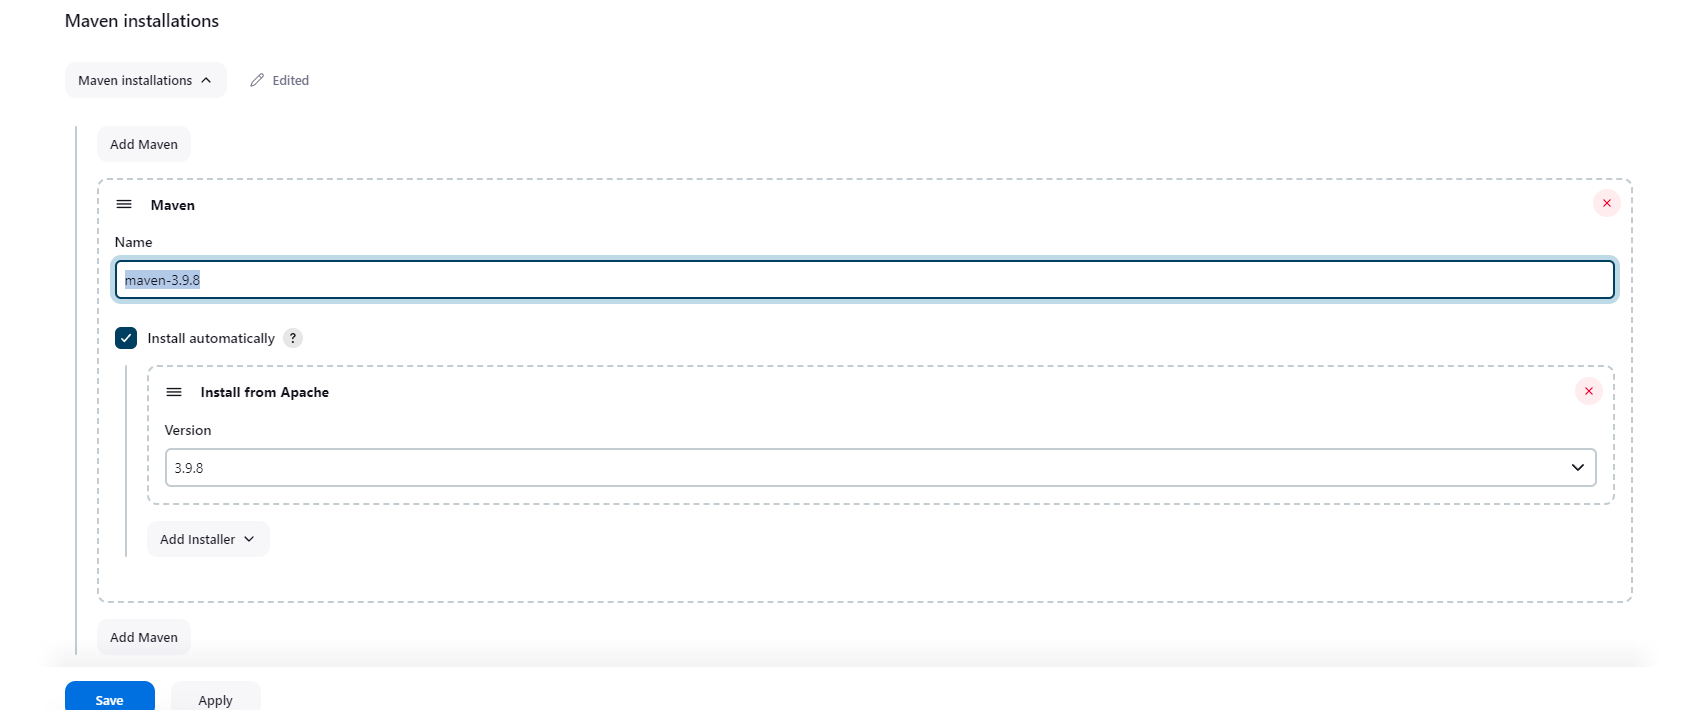 Maven installations
Maven installations
Edited
Add Maven
Maven
Name
maven-3.9.8
Install automatically ?
Install from Apache
Version
3.9.8
Add Installer
Add Maven
Save
Apply